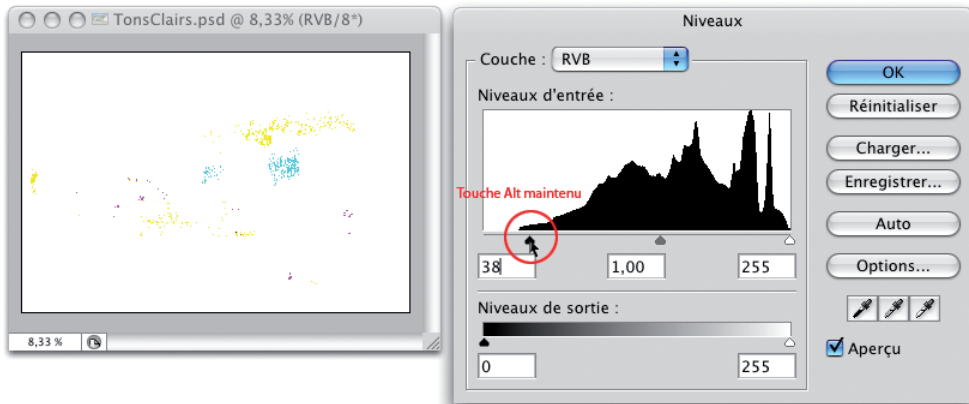 TonsClairs.psd @ 8,33% (RVB/8*)
8,33 %
Niveaux
Couche : RVB
Niveaux d'entrée :
Touche Alt maintenu
38 1,00 255
Niveaux de sortie :
0 255
OK
Réinitialiser
Charger...
Enregistrer...
Auto
Options...
Aperçu